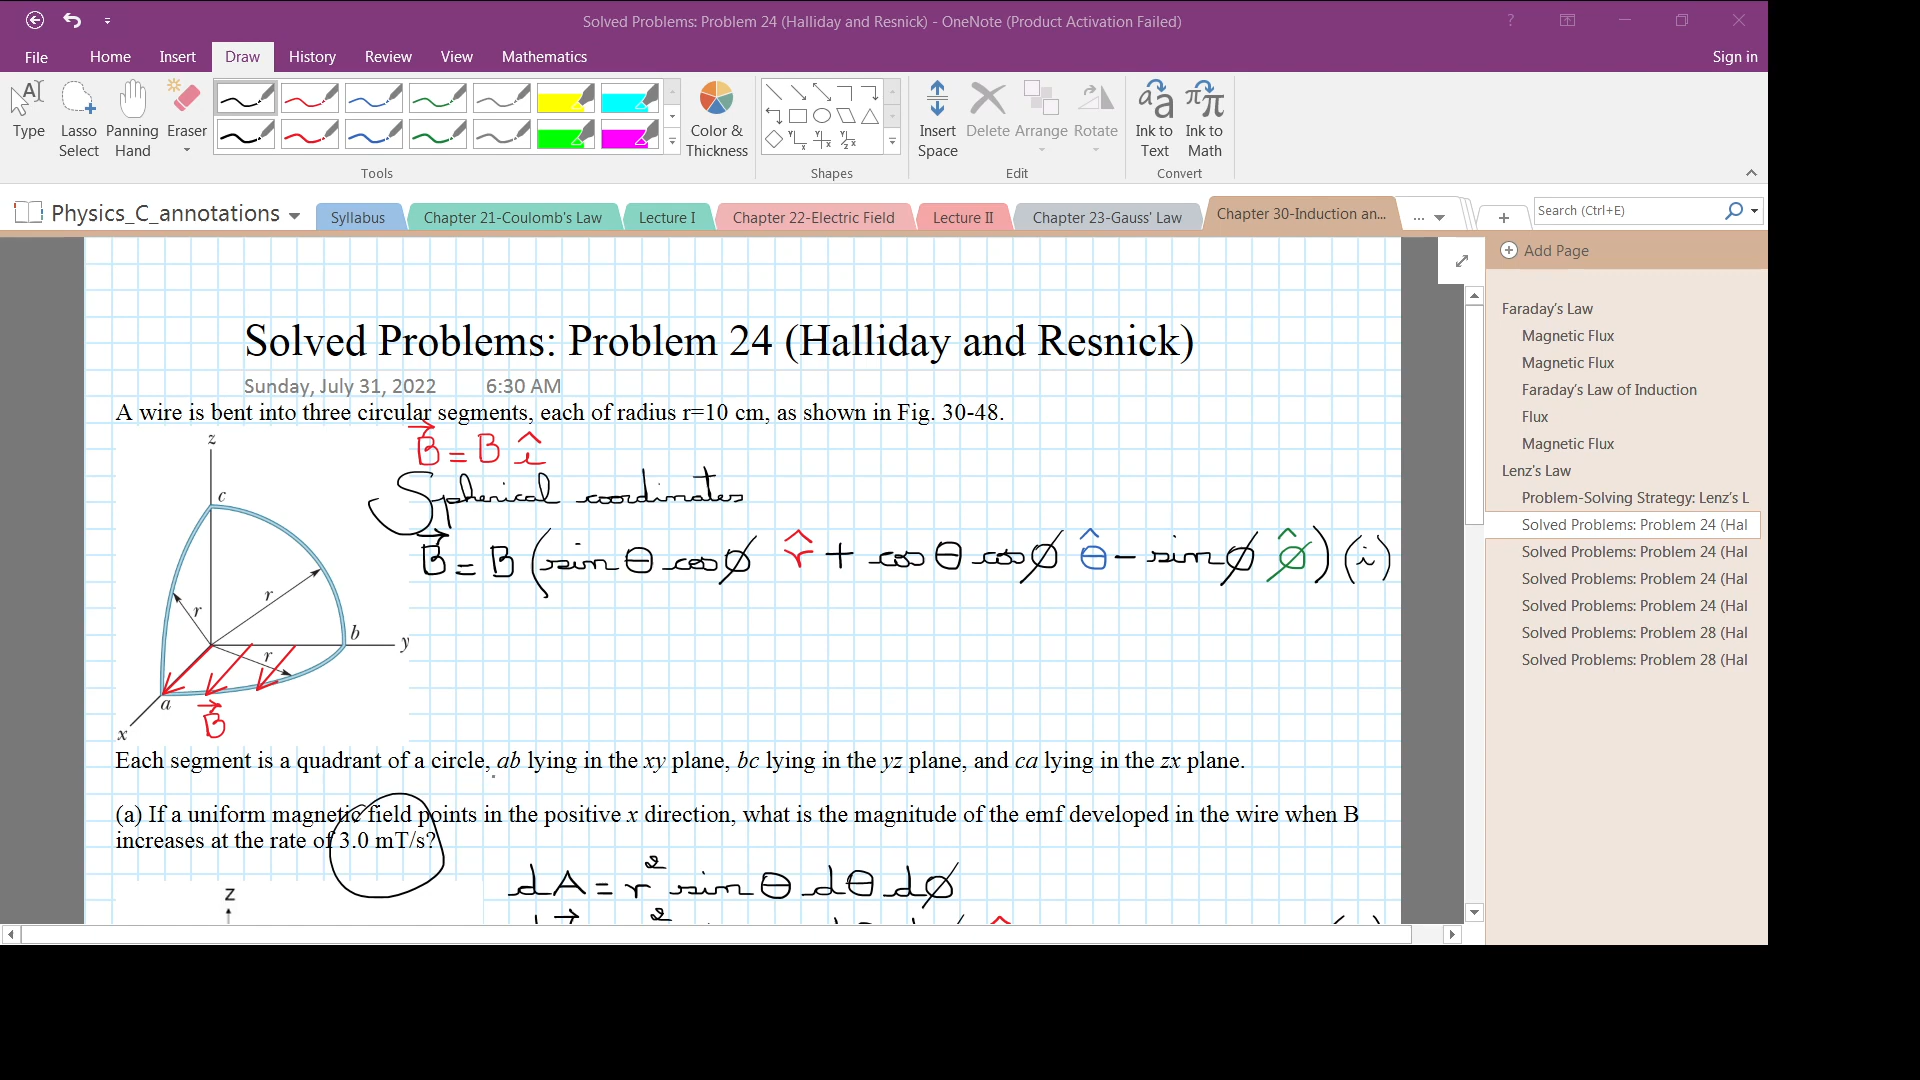 Solved Problems: Problem 24 (Halliday and Resnick) - OneNote (Product Activation Failed)
?
File Home Insert Draw History Review View Mathematics Sign in
Type
Lasso Select
Panning Hand
Eraser
Color & Thickness
Insert Space
Delete
Arrange
Rotate
Ink to Text
Ink to Math
Tools Shapes Edit Convert
Physics_C_annotations
Syllabus Chapter 21-Coulomb's Law Lecture I Chapter 22-Electric Field Lecture II Chapter 23-Gauss' Law Chapter 30-Induction an... ... + Search (Ctrl+E)
Add Page
Faraday's Law
Magnetic Flux
Magnetic Flux
Faraday's Law of Induction
Flux
Magnetic Flux
Lenz's Law
Problem-Solving Strategy: Lenz's L
Solved Problems: Problem 24 (Hal
Solved Problems: Problem 24 (Hal
Solved Problems: Problem 24 (Hal
Solved Problems: Problem 24 (Hal
Solved Problems: Problem 28 (Hal
Solved Problems: Problem 28 (Hal
Solved Problems: Problem 24 (Halliday and Resnick)
Sunday, July 31, 2022 6:30 AM
A wire is bent into three circular segments, each of radius r=10 cm, as shown in Fig. 30-48.
B⃗ = B î
Spherical coordinates
B⃗ = B (sin θ cos ϕ r̂ + cos θ cos ϕ θ̂ − sin ϕ ϕ̂) (i)
z
c
r
r
b
y
r
a
B⃗
x
Each segment is a quadrant of a circle, ab lying in the xy plane, bc lying in the yz plane, and ca lying in the zx plane.
(a) If a uniform magnetic field points in the positive x direction, what is the magnitude of the emf developed in the wire when B
increases at the rate of 3.0 mT/s?
dA = r² sin θ dθ dϕ
z